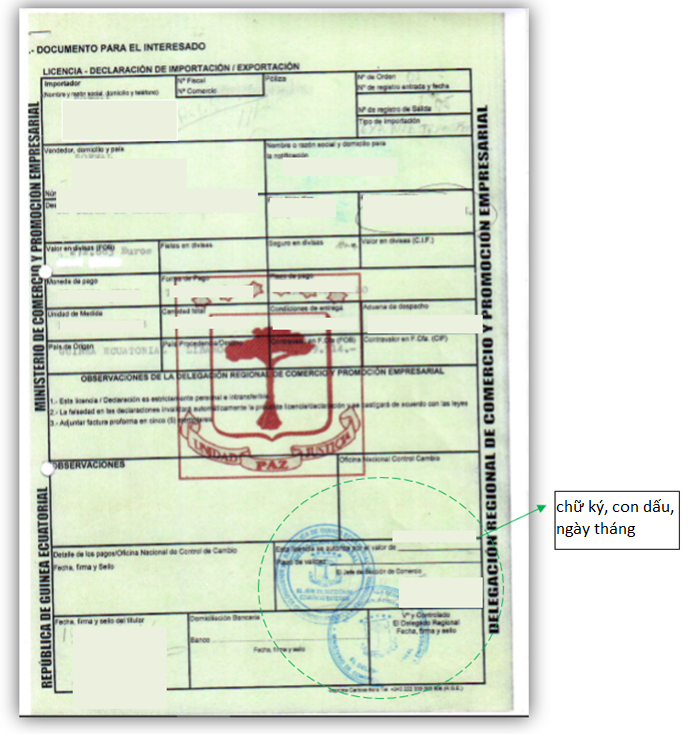 .- DOCUMENTO PARA EL INTERESADO
LICENCIA - DECLARACIÓN DE IMPORTACIÓN / EXPORTACIÓN
Importador
(Nombre y razón social, domicilio y teléfono)
Nº Fiscal
Nº Comercio
Póliza
Nº de Orden
Nº de registro entrada y fecha
Nº de registro de Salida
Tipo de Importación
Vendedor, domicilio y país
Nombre o razón social y domicilio para
la notificación
Valor en divisas (FOB)
Fletes en divisas
Seguro en divisas
Valor en divisas (C.I.F.)
Euros
Moneda de pago
Forma de Pago
Plazo de pago
Unidad de Medida
Cantidad total
Condiciones de entrega
Aduana de despacho
País de Origen
País Procedencia/Destino
Contravalor en F.Cfa (FOB)
Contravalor en F.Cfa. (CIF)
GUINEA ECUATORIAL
OBSERVACIONES DE LA DELEGACIÓN REGIONAL DE COMERCIO Y PROMOCIÓN EMPRESARIAL
1.- Esta licencia / Declaración es estrictamente personal e intransferible
2.- La falsedad en las declaraciones invalidará automáticamente la presente licencia/declaración y se castigará de acuerdo con las leyes
3.- Adjuntar factura proforma en cinco (5) ejemplares
UNIDAD PAZ JUSTICIA
OBSERVACIONES
Oficina Nacional Control Cambio
Detalle de los pagos/Oficina Nacional do Control de Cambio
Fecha, firma y Sello
Esta licencia se autoriza por el valor de
Plazo de validez
El Jefe de Sección de Comercio
Fecha, firma y sello del titular
Domiciliación Bancaria
Banco
Fecha, firma y sello
Vº y Controlado
El Delegado Regional
Fecha, firma y sello
MINISTERIO DE COMERCIO Y PROMOCION EMPRESARIAL
REPÚBLICA DE GUINEA ECUATORIAL
DELEGACIÓN REGIONAL DE COMERCIO Y PROMOCIÓN EMPRESARIAL
chữ ký, con dấu,
ngày tháng